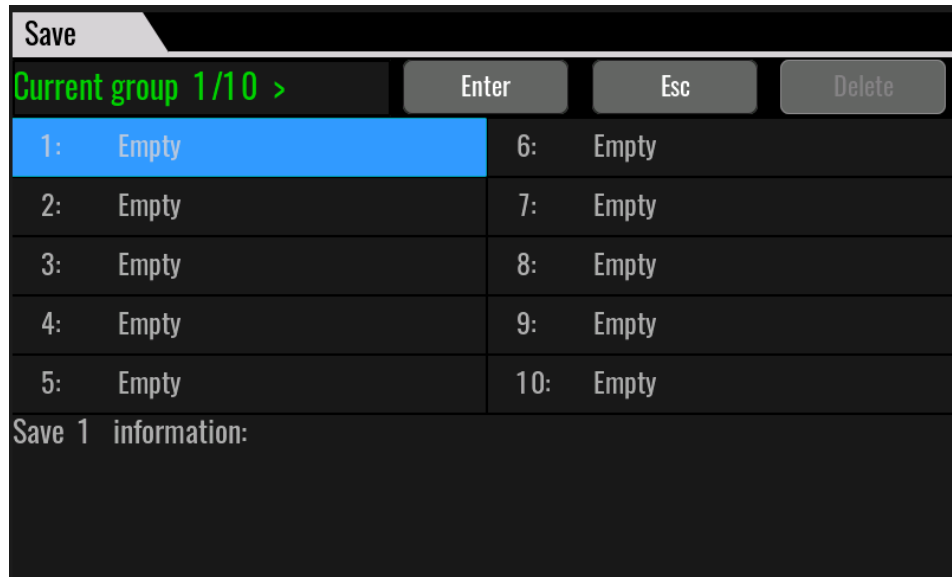 Save
Current group 1/10 > Enter Esc Delete
1: Empty 6: Empty
2: Empty 7: Empty
3: Empty 8: Empty
4: Empty 9: Empty
5: Empty 10: Empty
Save 1 information: